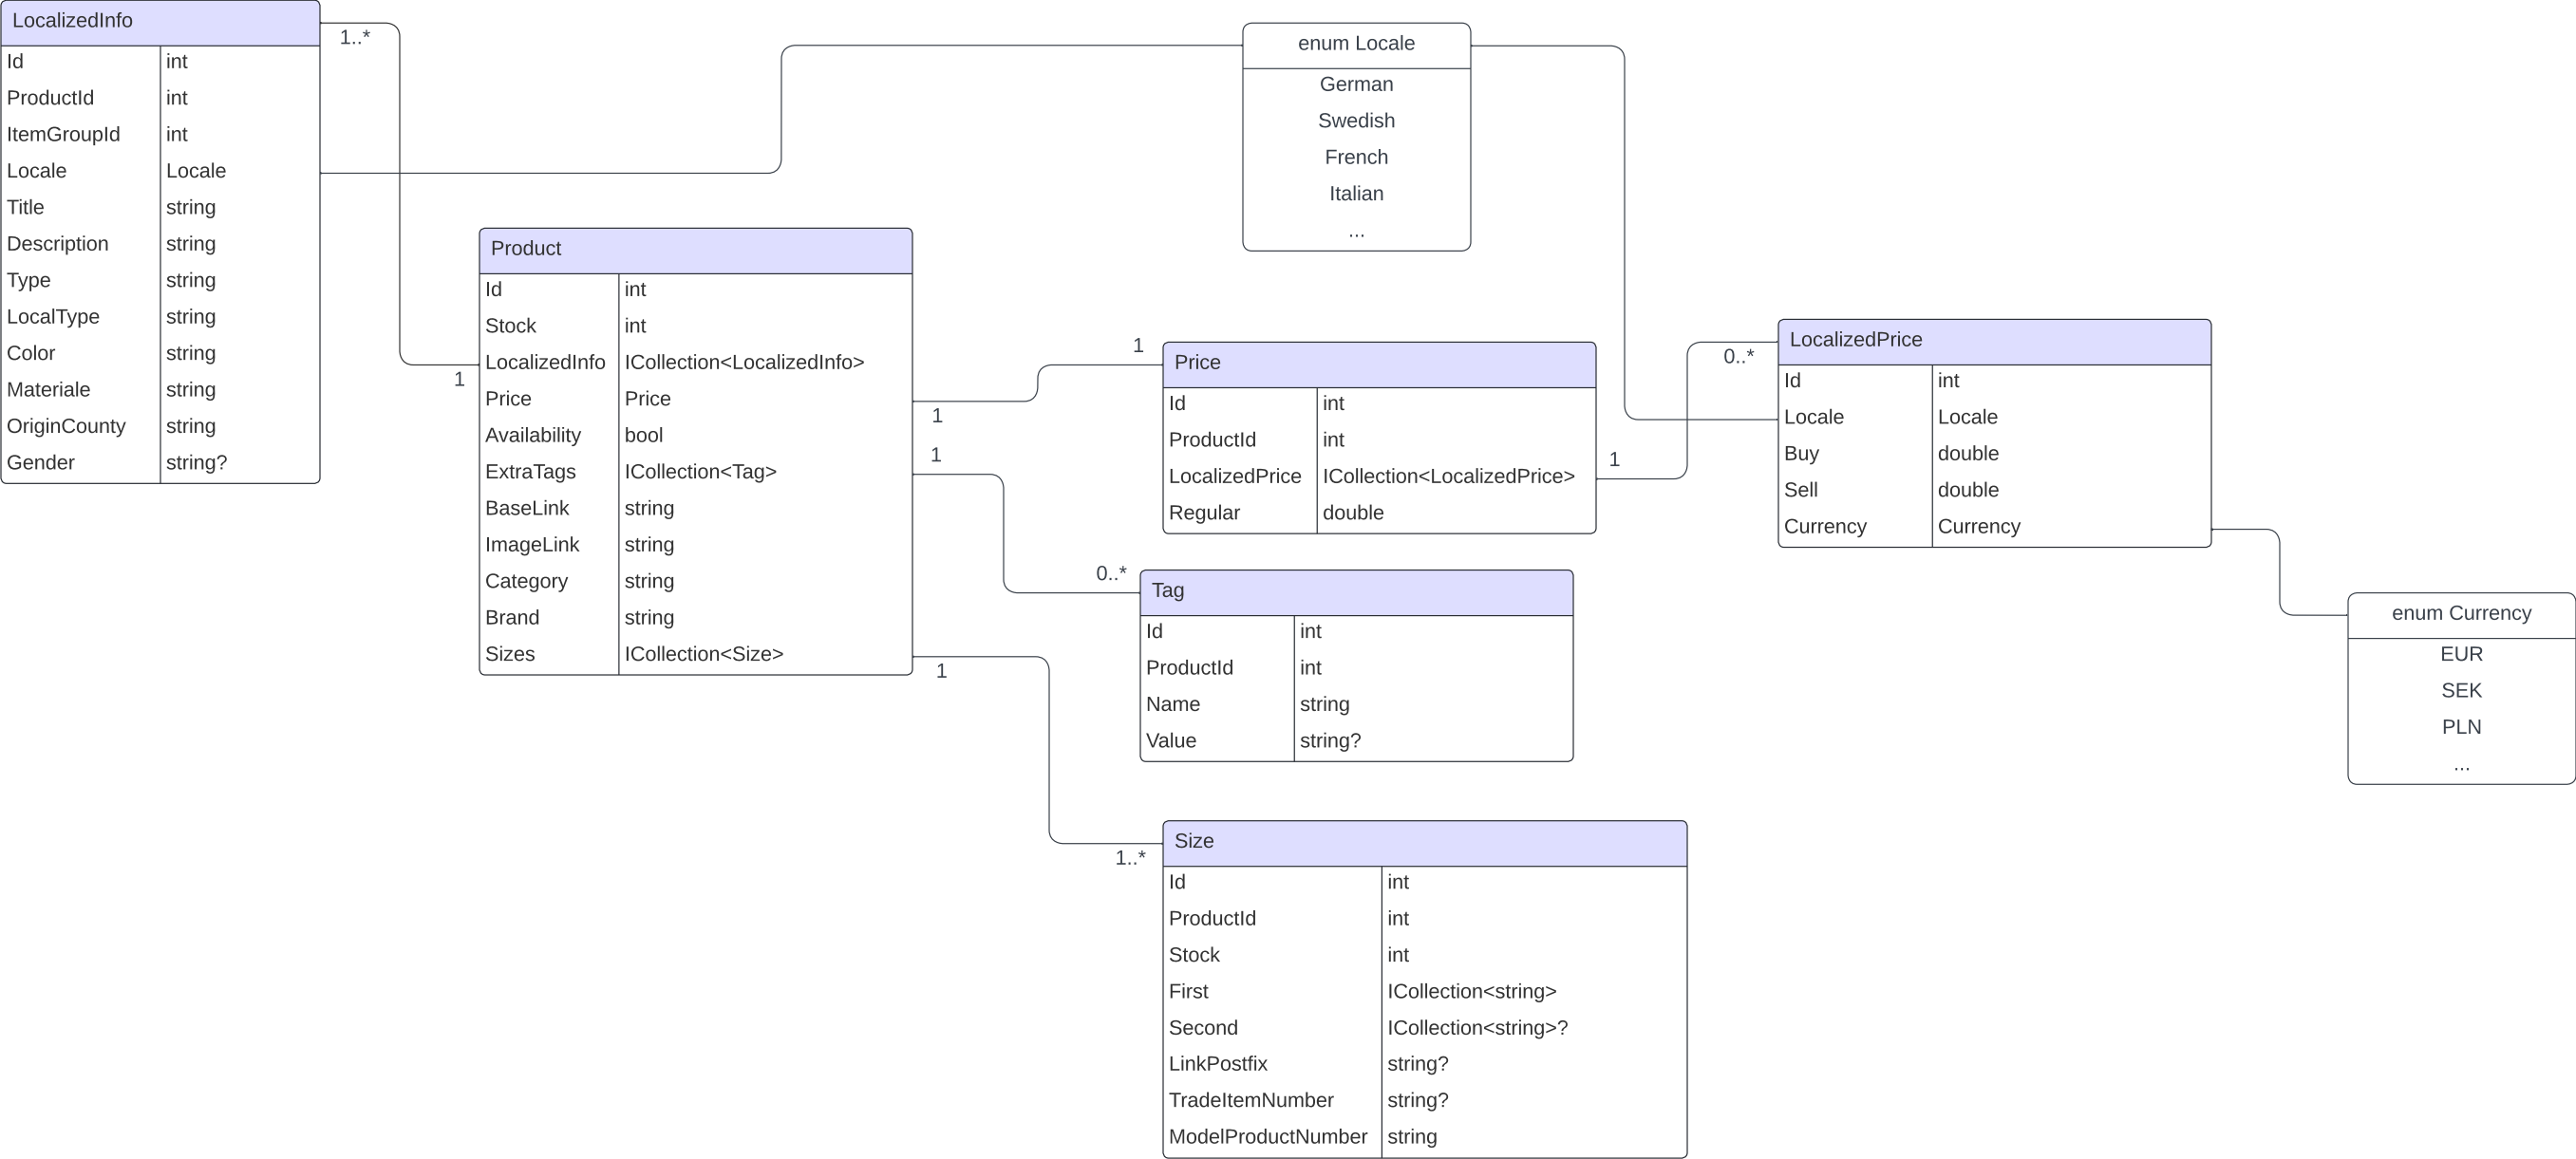 LocalizedInfo
Id int
ProductId int
ItemGroupId int
Locale Locale
Title string
Description string
Type string
LocalType string
Color string
Materiale string
OriginCounty string
Gender string?
1..*
1
enum Locale
German
Swedish
French
Italian
...
Product
Id int
Stock int
LocalizedInfo ICollection<LocalizedInfo>
Price Price
Availability bool
ExtraTags ICollection<Tag>
BaseLink string
ImageLink string
Category string
Brand string
Sizes ICollection<Size>
1
1
1
0..*
1
1..*
Price
Id int
ProductId int
LocalizedPrice ICollection<LocalizedPrice>
Regular double
1
0..*
LocalizedPrice
Id int
Locale Locale
Buy double
Sell double
Currency Currency
Tag
Id int
ProductId int
Name string
Value string?
enum Currency
EUR
SEK
PLN
...
Size
Id int
ProductId int
Stock int
First ICollection<string>
Second ICollection<string>?
LinkPostfix string?
TradeItemNumber string?
ModelProductNumber string